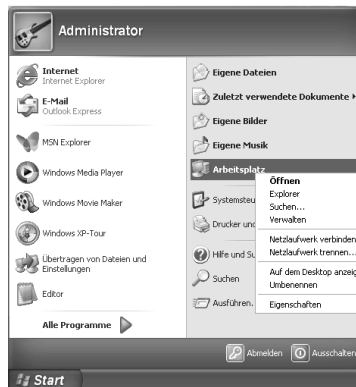 Administrator
Internet
Internet Explorer
E-Mail
Outlook Express
MSN Explorer
Windows Media Player
Windows Movie Maker
Windows XP-Tour
Übertragen von Dateien und
Einstellungen
Editor
Alle Programme
Eigene Dateien
Zuletzt verwendete Dokumente
Eigene Bilder
Eigene Musik
Arbeitsplatz
Systemsteu
Drucker und
Hilfe und Su
Suchen
Ausführen.
Öffnen
Explorer
Suchen...
Verwalten
Netzlaufwerk verbinden
Netzlaufwerk trennen...
Auf dem Desktop anzeig
Umbenennen
Eigenschaften
Abmelden
Ausschalten
Start